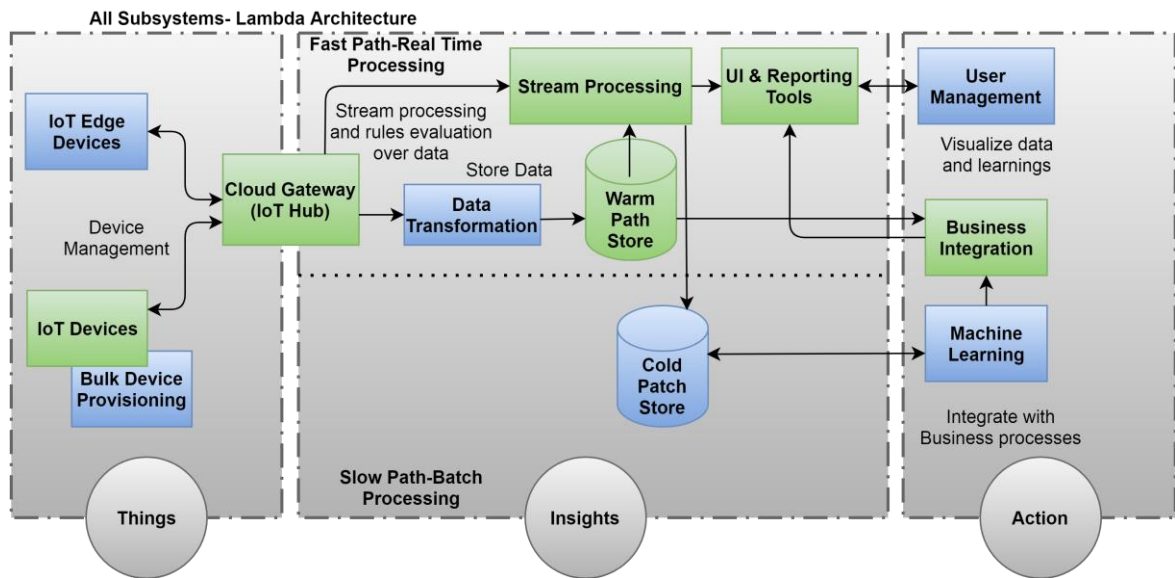 All Subsystems- Lambda Architecture
Fast Path-Real Time
Processing
IoT Edge
Devices
Device
Management
IoT Devices
Bulk Device
Provisioning
Cloud Gateway
(IoT Hub)
Stream processing
and rules evaluation
over data
Store Data
Data
Transformation
Stream Processing
Warm
Path
Store
UI & Reporting
Tools
User
Management
Visualize data
and learnings
Business
Integration
Machine
Learning
Integrate with
Business processes
Cold
Patch
Store
Slow Path-Batch
Processing
Things
Insights
Action